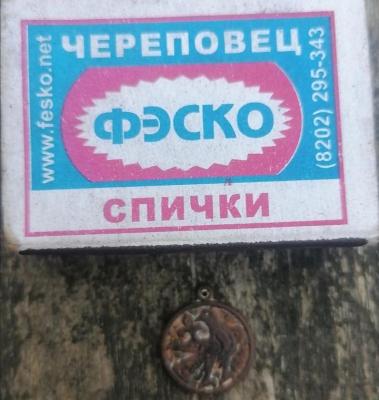 www.fesko.net
ЧЕРЕПОВЕЦ
ФЭСКО
(8202) 295-343
СПИЧКИ